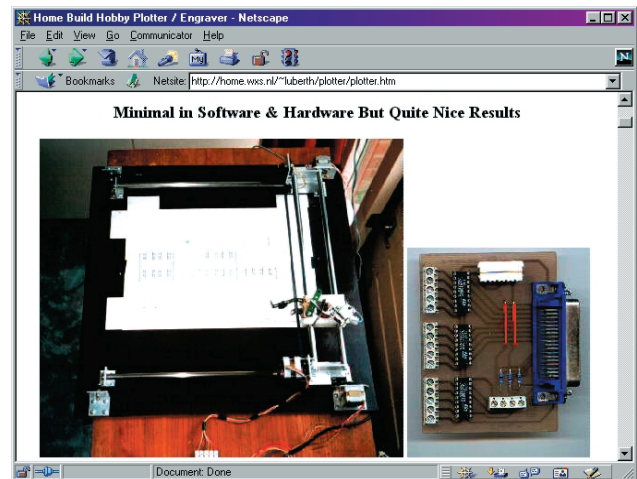 Home Build Hobby Plotter / Engraver - Netscape
File Edit View Go Communicator Help
Bookmarks Netsite: http://home.wxs.nl/~luberth/plotter/plotter.htm
Minimal in Software & Hardware But Quite Nice Results
Document: Done